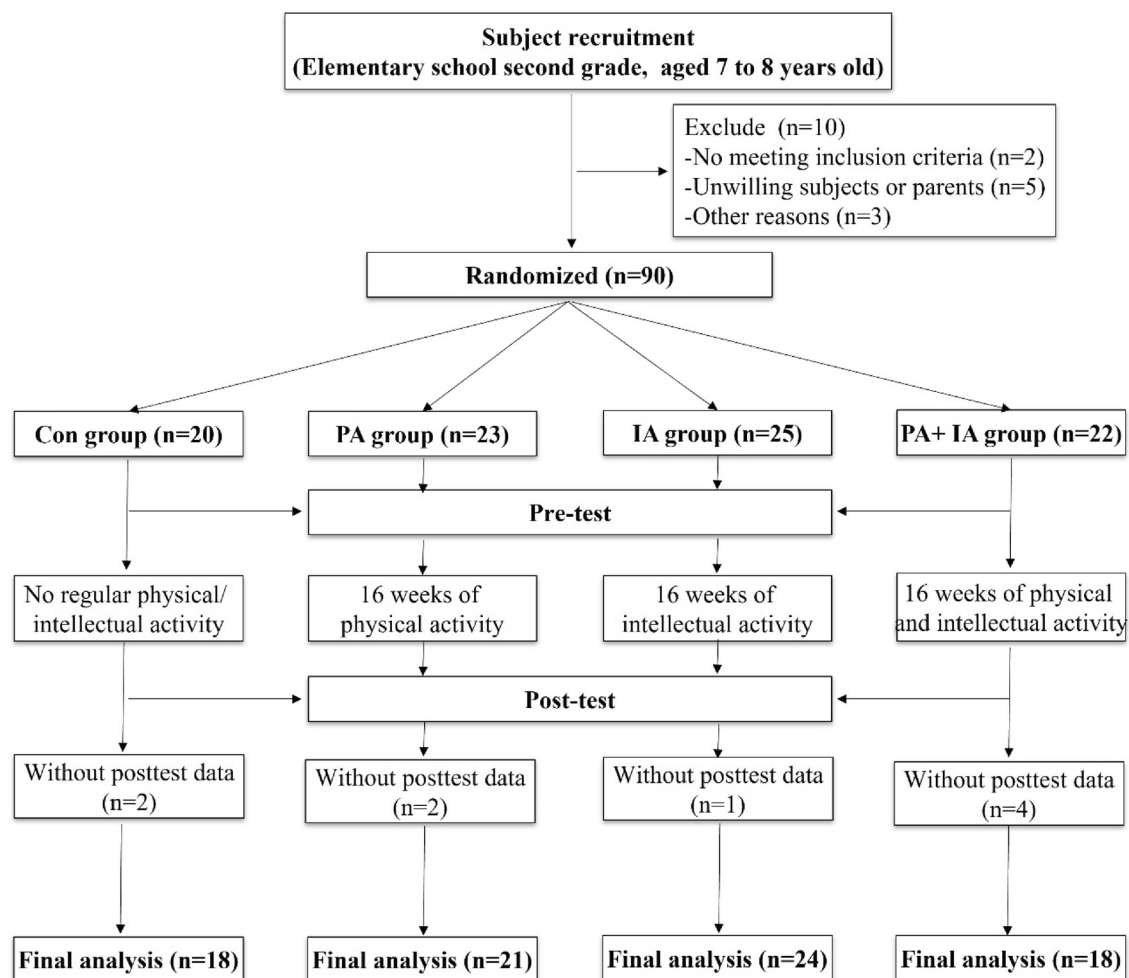 Subject recruitment
(Elementary school second grade, aged 7 to 8 years old)
Exclude (n=10)
-No meeting inclusion criteria (n=2)
-Unwilling subjects or parents (n=5)
-Other reasons (n=3)
Randomized (n=90)
Con group (n=20)
PA group (n=23)
IA group (n=25)
PA+ IA group (n=22)
Pre-test
No regular physical/
intellectual activity
16 weeks of
physical activity
16 weeks of
intellectual activity
16 weeks of physical
and intellectual activity
Post-test
Without posttest data
(n=2)
Without posttest data
(n=2)
Without posttest data
(n=1)
Without posttest data
(n=4)
Final analysis (n=18)
Final analysis (n=21)
Final analysis (n=24)
Final analysis (n=18)